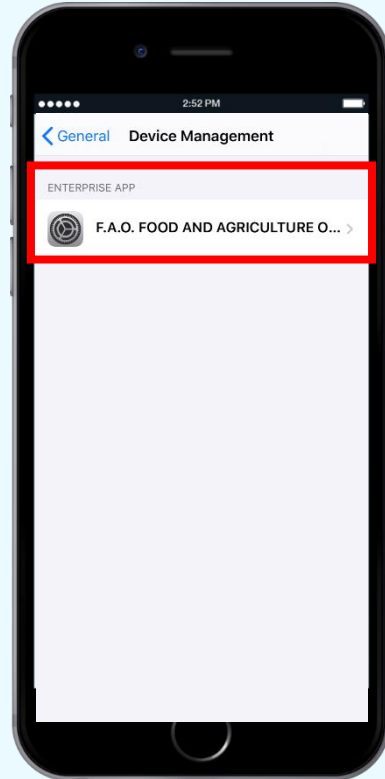 2:52 PM
General Device Management
ENTERPRISE APP
F.A.O. FOOD AND AGRICULTURE O...